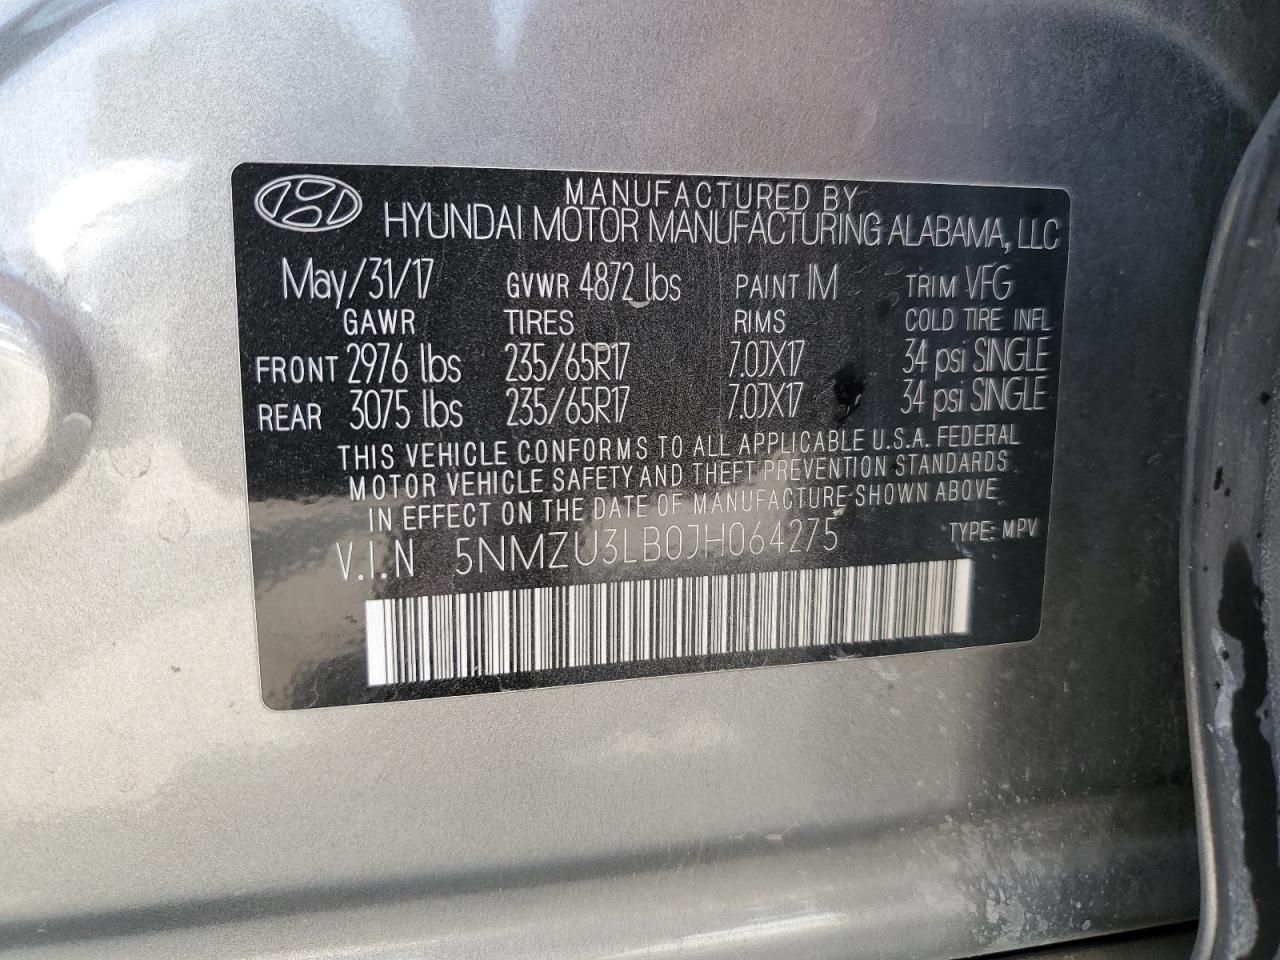 MANUFACTURED BY
HYUNDAI MOTOR MANUFACTURING ALABAMA, LLC
May/31/17 GVWR 4872 lbs PAINT IM TRIM VFG
GAWR TIRES RIMS COLD TIRE INFL
FRONT 2976 lbs 235/65R17 7.0JX17 34 psi SINGLE
REAR 3075 lbs 235/65R17 7.0JX17 34 psi SINGLE
THIS VEHICLE CONFORMS TO ALL APPLICABLE U.S.A. FEDERAL
MOTOR VEHICLE SAFETY AND THEFT PREVENTION STANDARDS
IN EFFECT ON THE DATE OF MANUFACTURE SHOWN ABOVE
V.I.N 5NMZU3LB0JH064275 TYPE: MPV